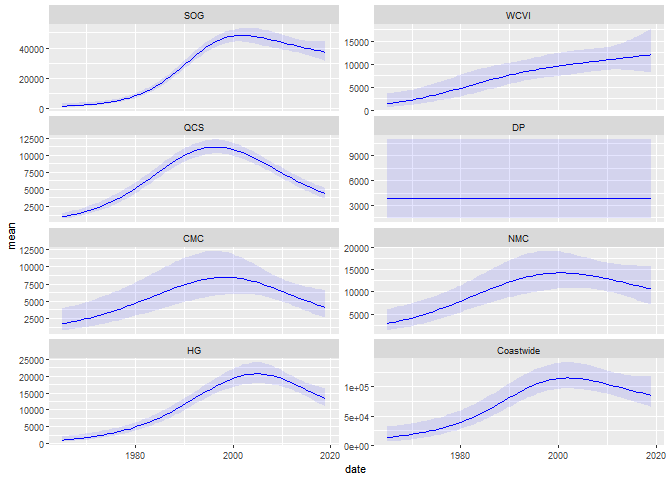 SOG
WCVI
40000
20000
0
15000
10000
5000
0
QCS
DP
12500
10000
7500
5000
2500
9000
6000
3000
CMC
NMC
12500
10000
7500
5000
2500
20000
15000
10000
5000
HG
Coastwide
25000
20000
15000
10000
5000
0
1e+05
5e+04
0e+00
1980
2000
2020
1980
2000
2020
mean
date